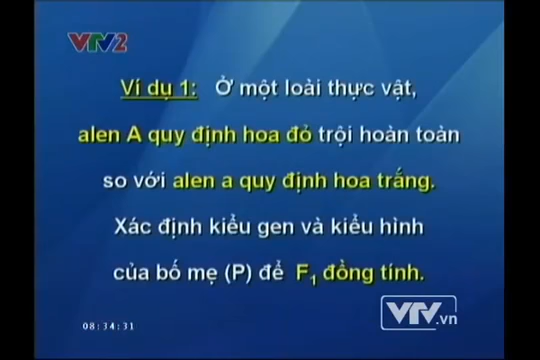 VTV2
Ví dụ 1: Ở một loài thực vật,
alen A quy định hoa đỏ trội hoàn toàn
so với alen a quy định hoa trắng.
Xác định kiểu gen và kiểu hình
của bố mẹ (P) để F₁ đồng tính.
08:34:31
VTV.vn